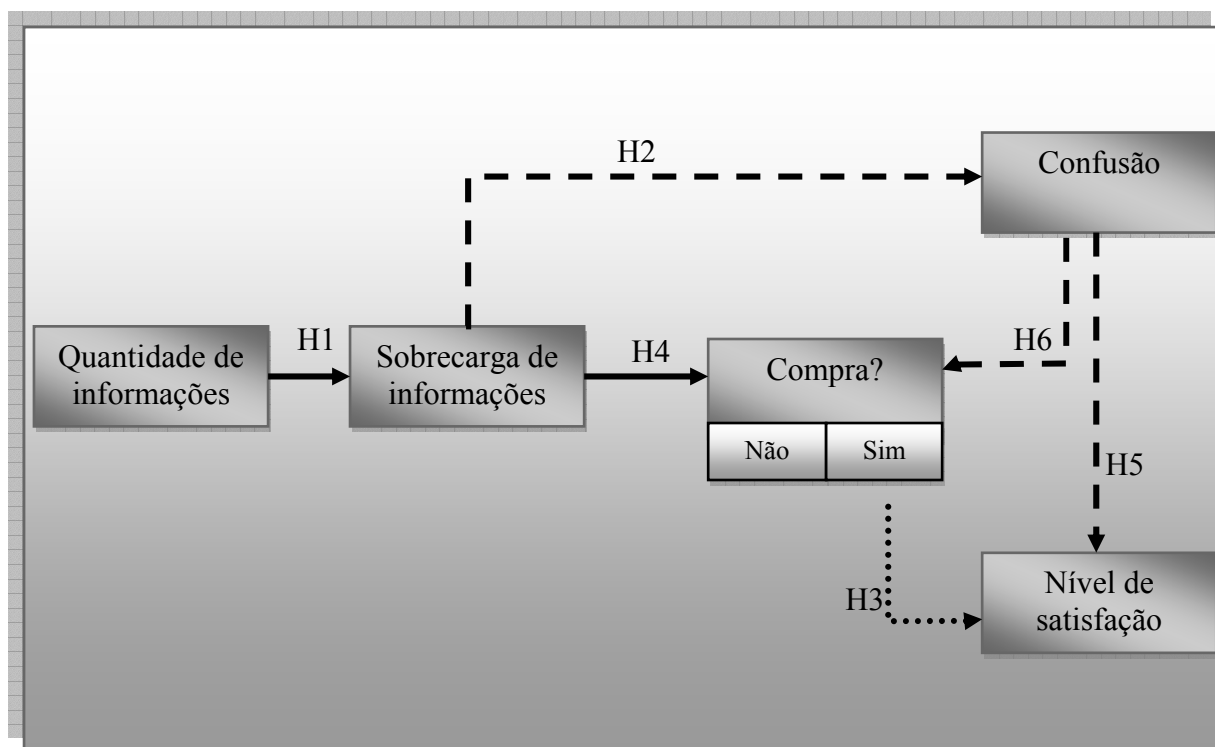 H2
Confusão
Quantidade de
informações
H1
Sobrecarga de
informações
H4
Compra?
Não
Sim
H6
H5
H3
Nível de
satisfação